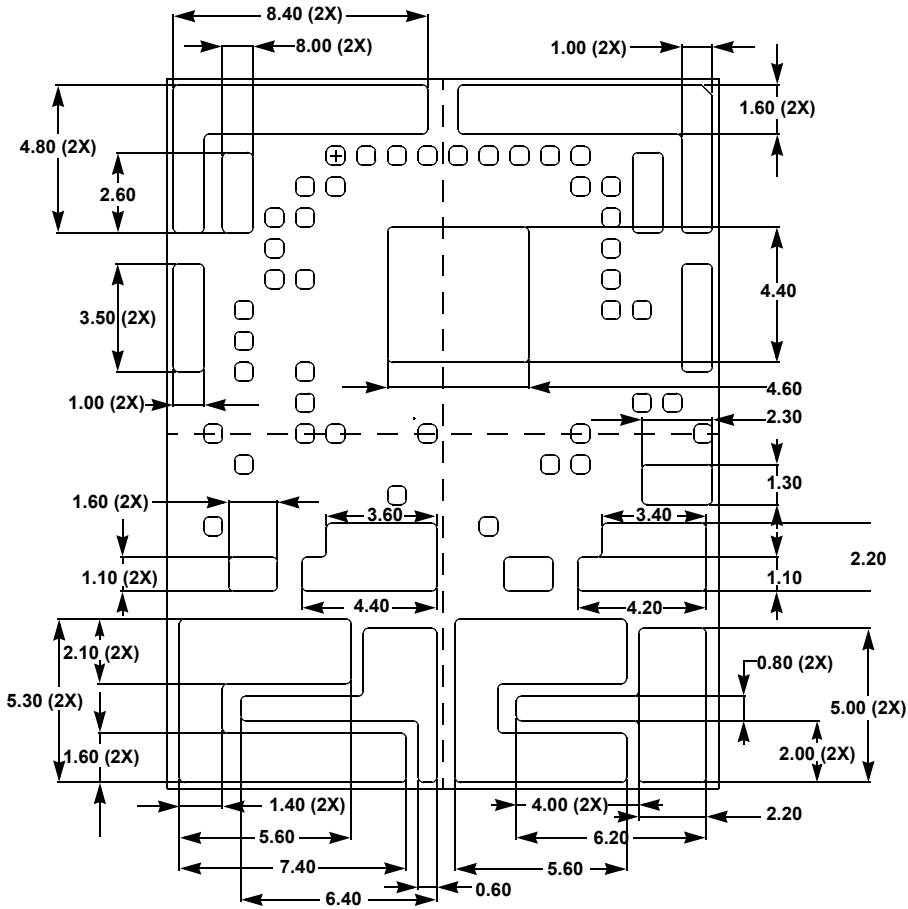 8.40 (2X)
8.00 (2X)
1.00 (2X)
1.60 (2X)
4.80 (2X)
2.60
4.40
3.50 (2X)
4.60
1.00 (2X)
2.30
1.30
1.60 (2X)
3.60
3.40
2.20
1.10 (2X)
1.10
4.40
4.20
2.10 (2X)
0.80 (2X)
5.30 (2X)
5.00 (2X)
1.60 (2X)
2.00 (2X)
1.40 (2X)
4.00 (2X)
2.20
5.60
6.20
7.40
5.60
6.40
0.60